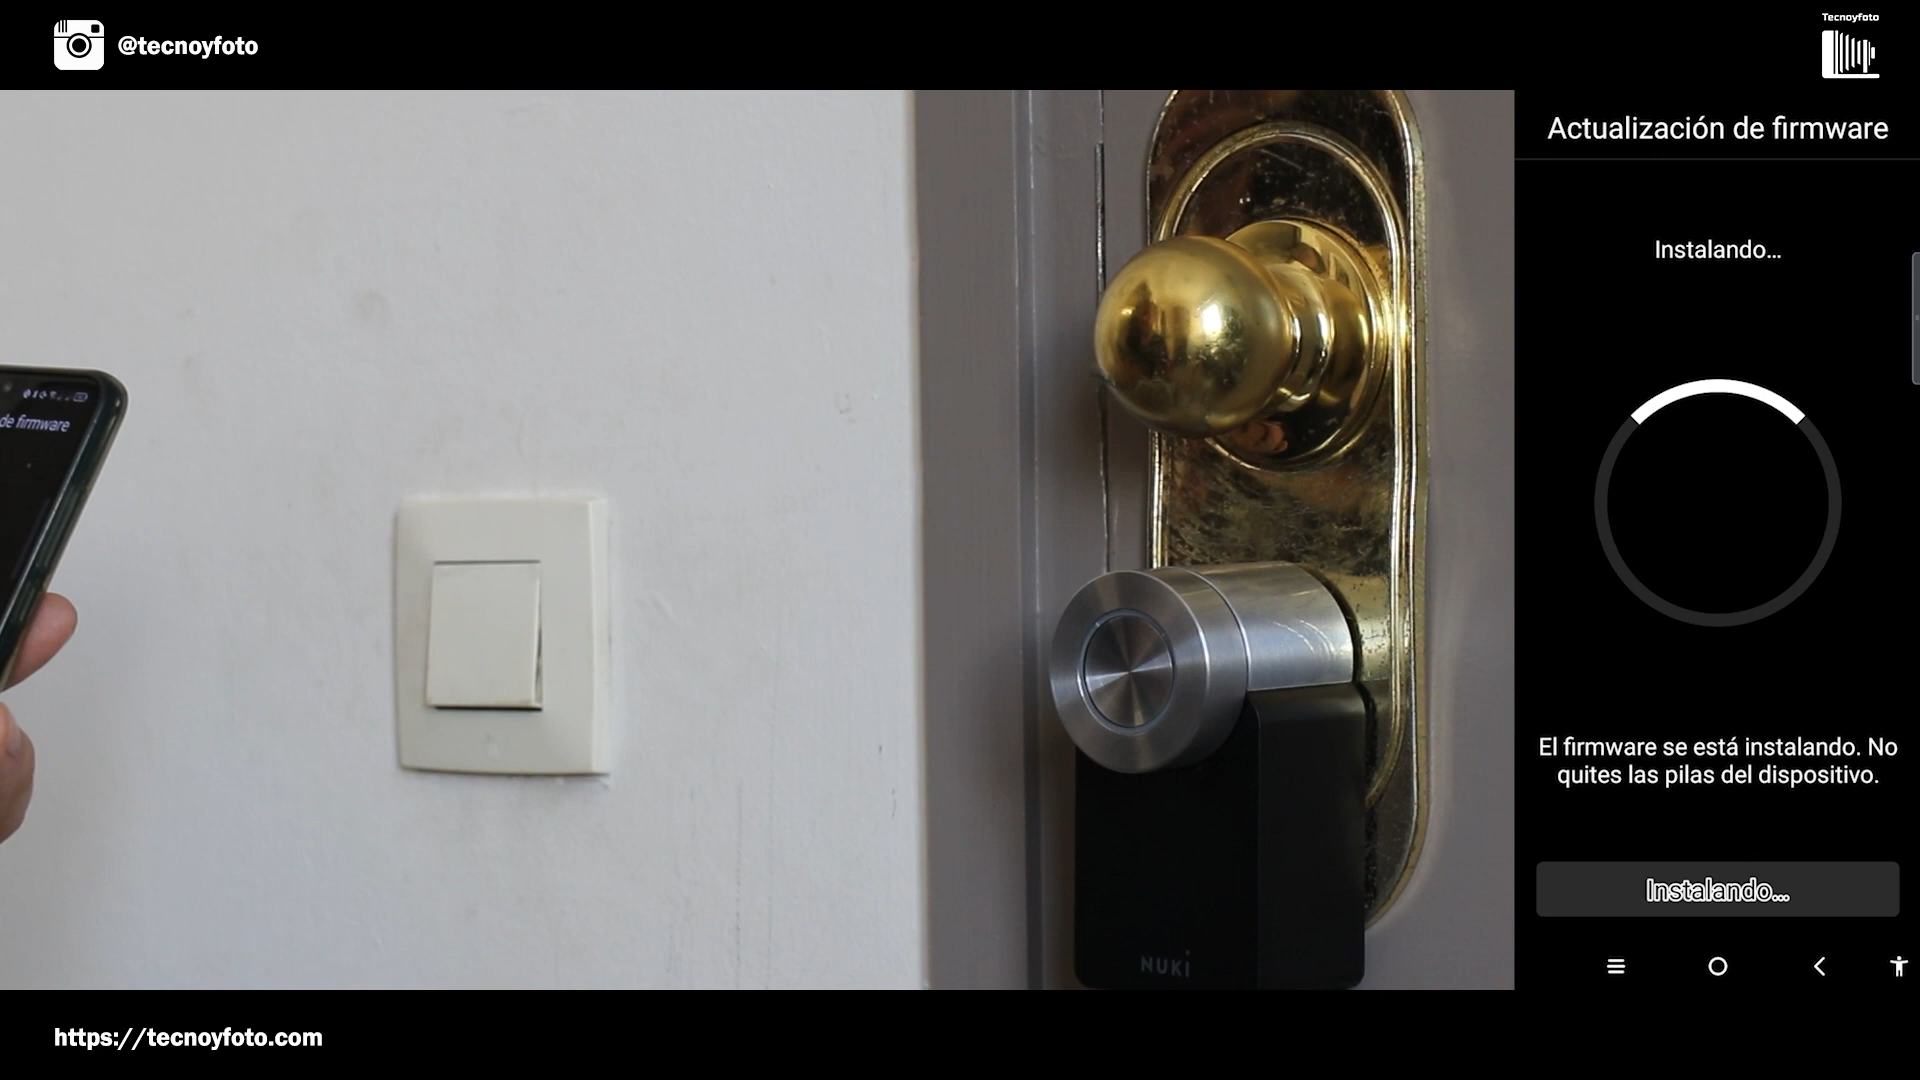 @tecnoyfoto
Tecnoyfoto
Actualización de firmware
Instalando...
de firmware
El firmware se está instalando. No
quites las pilas del dispositivo.
Instalando...
NUKi
https://tecnoyfoto.com